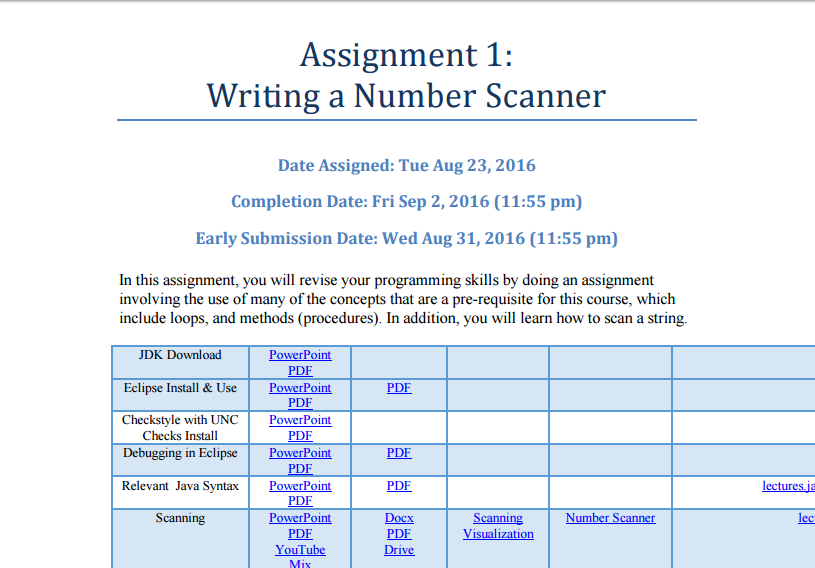 Assignment 1:
Writing a Number Scanner
Date Assigned: Tue Aug 23, 2016
Completion Date: Fri Sep 2, 2016 (11:55 pm)
Early Submission Date: Wed Aug 31, 2016 (11:55 pm)
In this assignment, you will revise your programming skills by doing an assignment
involving the use of many of the concepts that are a pre-requisite for this course, which
include loops, and methods (procedures). In addition, you will learn how to scan a string.
JDK Download PowerPoint
PDF
Eclipse Install & Use PowerPoint PDF
PDF
Checkstyle with UNC PowerPoint
Checks Install PDF
Debugging in Eclipse PowerPoint PDF
PDF
Relevant Java Syntax PowerPoint PDF lectures.ja
PDF
Scanning PowerPoint Docx Scanning Number Scanner lec
PDF PDF Visualization
YouTube Drive
Mix